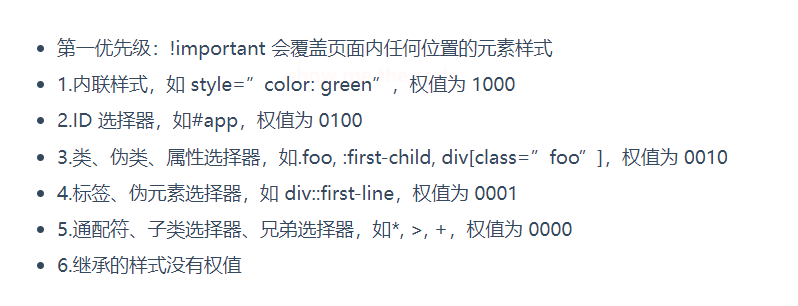 第一优先级：!important 会覆盖页面内任何位置的元素样式
1.内联样式，如 style=”color: green”，权值为 1000
2.ID 选择器，如#app，权值为 0100
3.类、伪类、属性选择器，如.foo, :first-child, div[class=”foo”]，权值为 0010
4.标签、伪元素选择器，如 div::first-line，权值为 0001
5.通配符、子类选择器、兄弟选择器，如*, >, +，权值为 0000
6.继承的样式没有权值